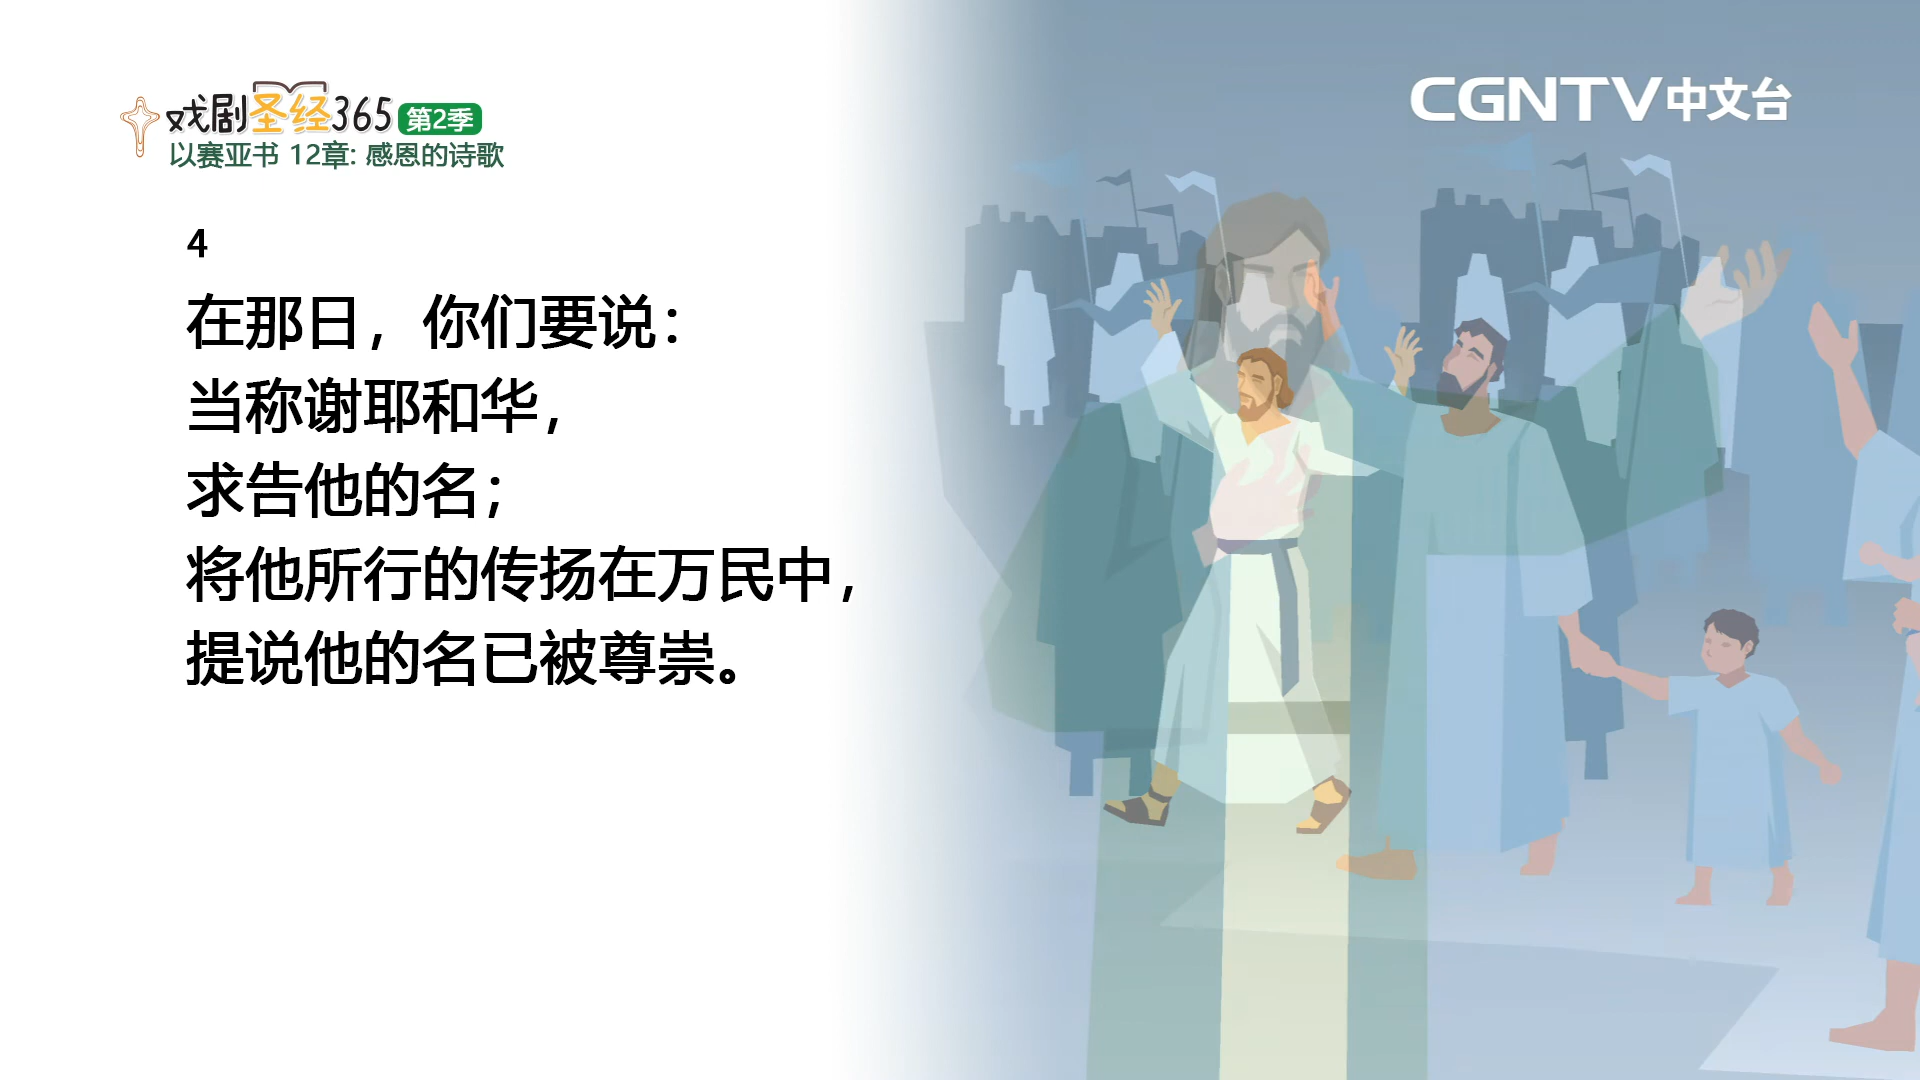 戏剧圣经365 第2季
以赛亚书 12章: 感恩的诗歌
CGNTV中文台
4
在那日，你们要说：
当称谢耶和华，
求告他的名；
将他所行的传扬在万民中，
提说他的名已被尊崇。